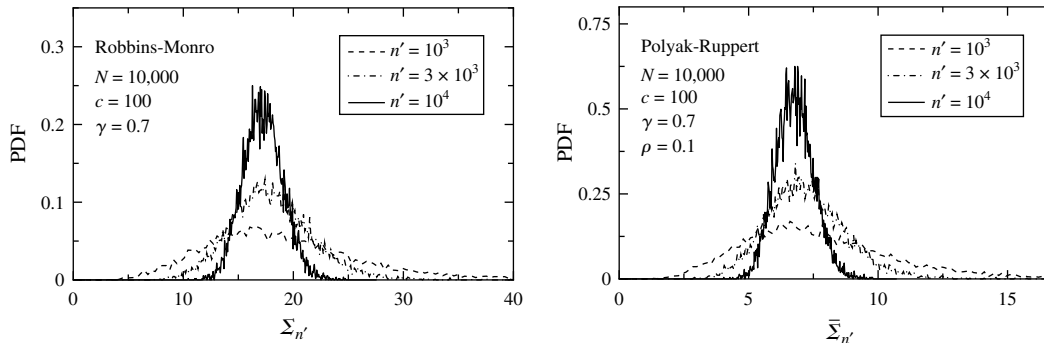 PDF
0.3
0.2
0.1
0
0
10
20
30
40
Σn′
Robbins-Monro
N = 10,000
c = 100
γ = 0.7
n′ = 10³
n′ = 3 × 10³
n′ = 10⁴
PDF
0.75
0.5
0.25
0
0
5
10
15
Σ̄n′
Polyak-Ruppert
N = 10,000
c = 100
γ = 0.7
ρ = 0.1
n′ = 10³
n′ = 3 × 10³
n′ = 10⁴